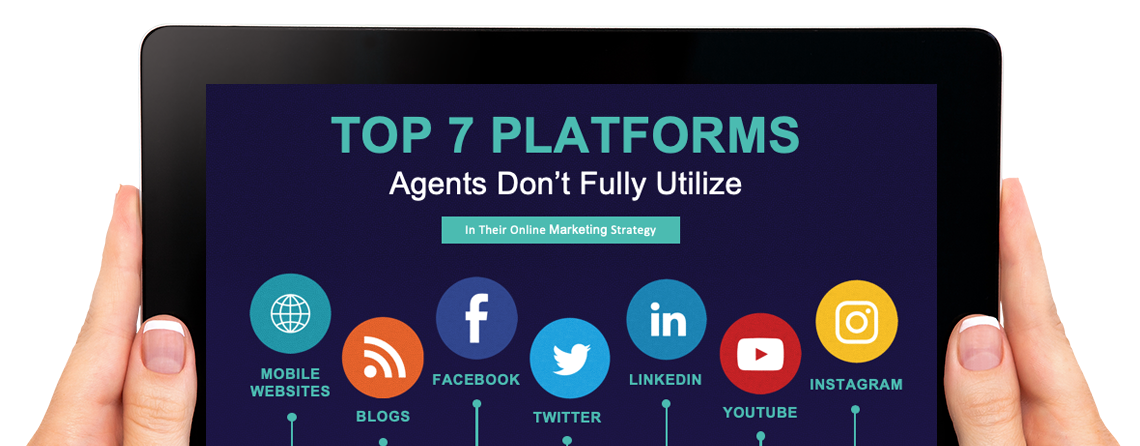 TOP 7 PLATFORMS
Agents Don't Fully Utilize
In Their Online Marketing Strategy
MOBILE
WEBSITES
BLOGS
FACEBOOK
TWITTER
LINKEDIN
YOUTUBE
INSTAGRAM